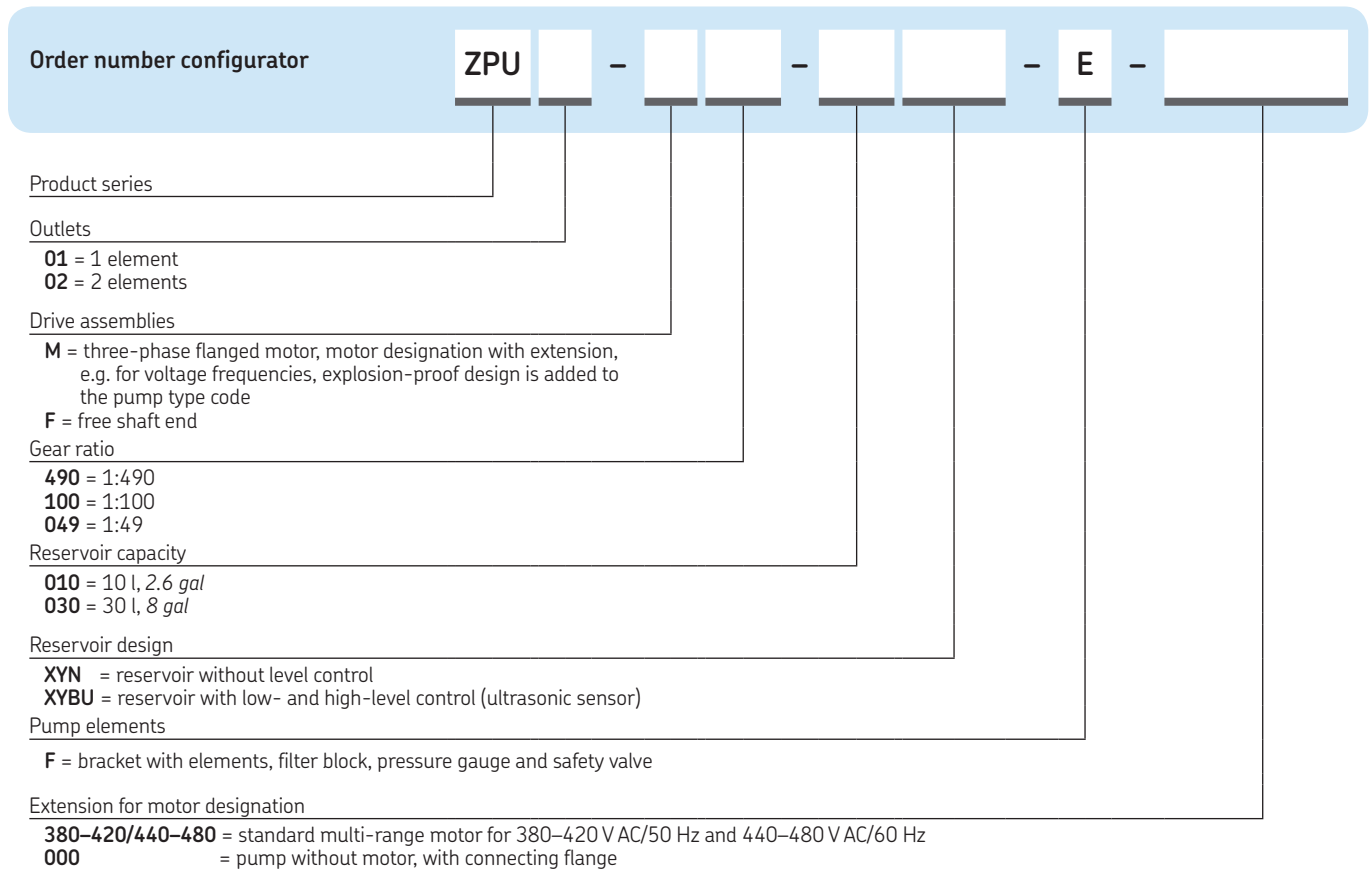 Order number configurator ZPU – – – E –
Product series
Outlets
01 = 1 element
02 = 2 elements
Drive assemblies
M = three-phase flanged motor, motor designation with extension,
e.g. for voltage frequencies, explosion-proof design is added to
the pump type code
F = free shaft end
Gear ratio
490 = 1:490
100 = 1:100
049 = 1:49
Reservoir capacity
010 = 10 l, 2.6 gal
030 = 30 l, 8 gal
Reservoir design
XYN = reservoir without level control
XYBU = reservoir with low- and high-level control (ultrasonic sensor)
Pump elements
F = bracket with elements, filter block, pressure gauge and safety valve
Extension for motor designation
380–420/440–480 = standard multi-range motor for 380–420 V AC/50 Hz and 440–480 V AC/60 Hz
000 = pump without motor, with connecting flange